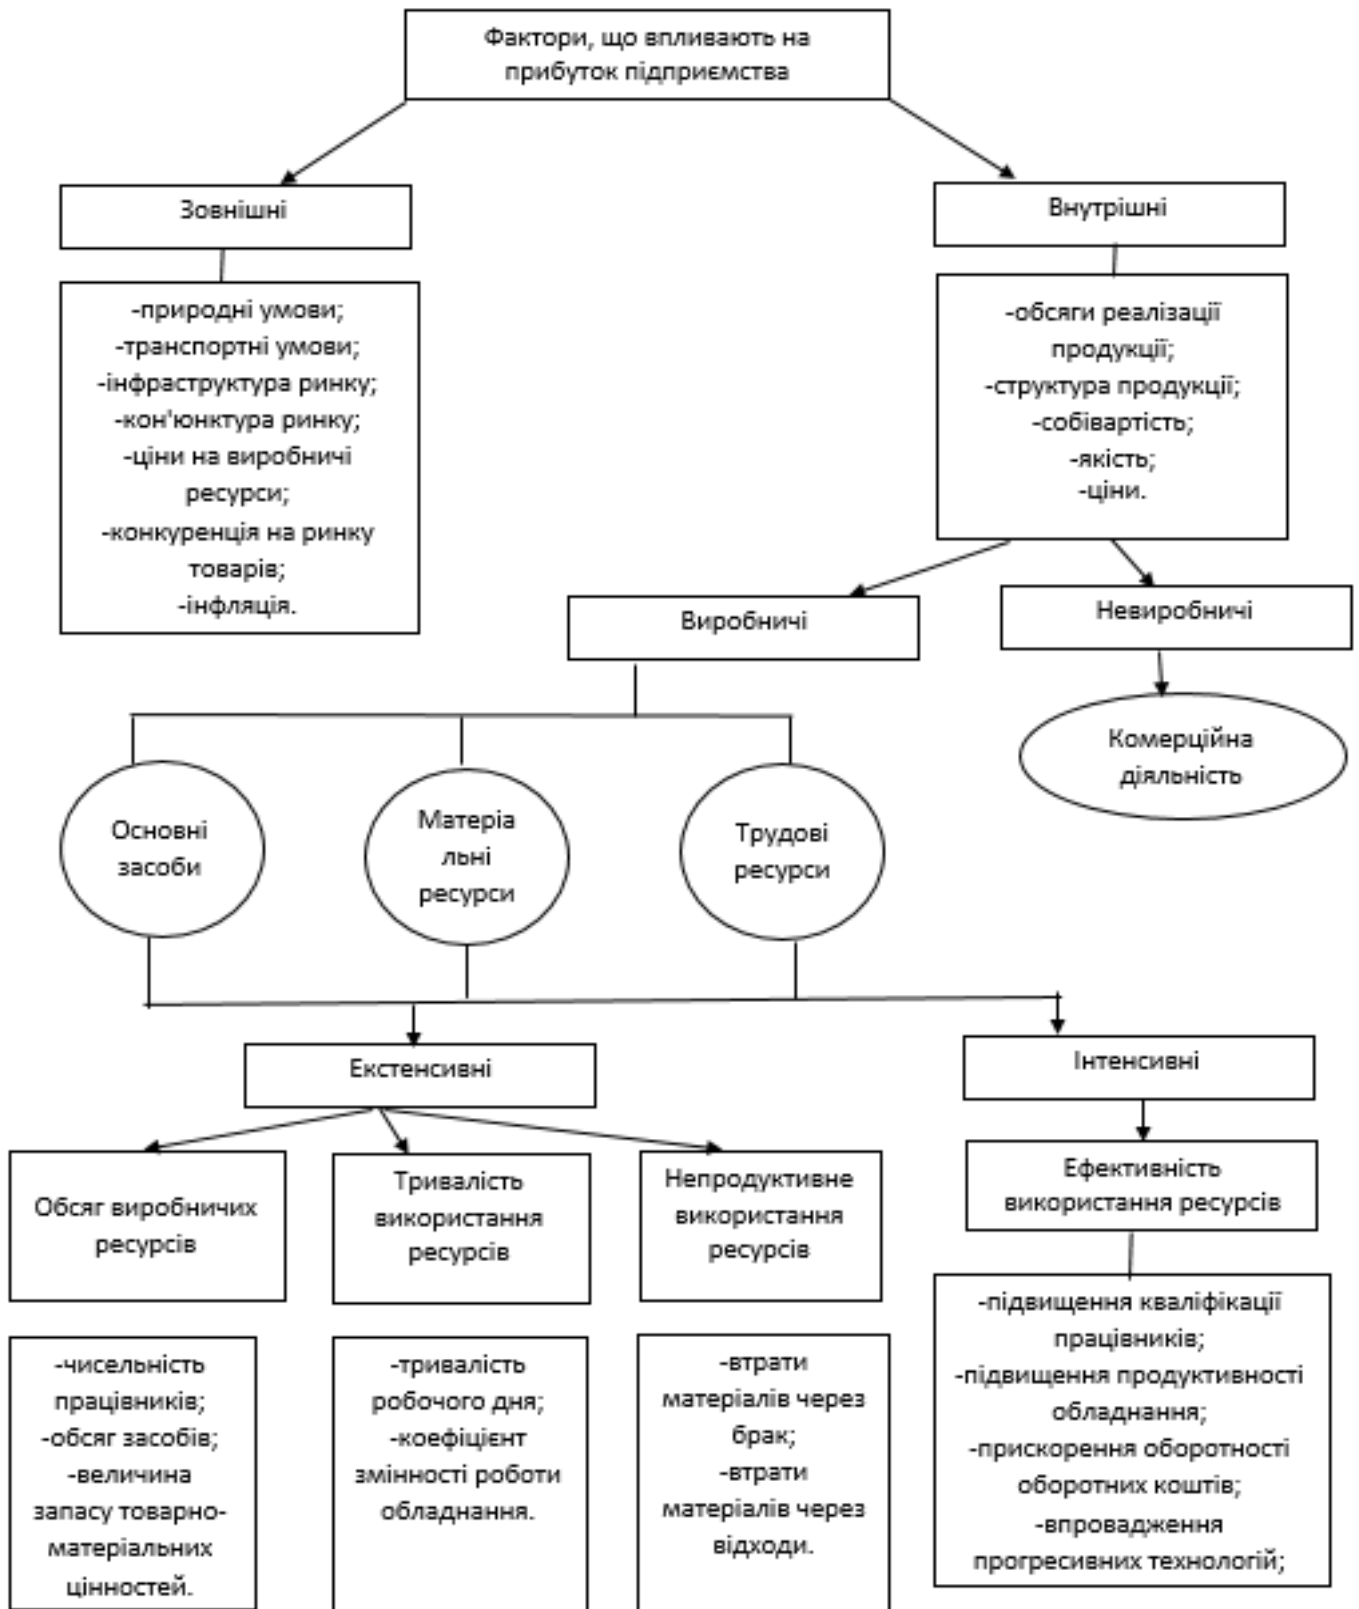 Фактори, що впливають на
прибуток підприємства
Зовнішні
Внутрішні
-природні умови;
-транспортні умови;
-інфраструктура ринку;
-кон'юнктура ринку;
-ціни на виробничі
ресурси;
-конкуренція на ринку
товарів;
-інфляція.
-обсяги реалізації
продукції;
-структура продукції;
-собівартість;
-якість;
-ціни.
Виробничі
Невиробничі
Комерційна
діяльність
Основні
засоби
Матеріа
льні
ресурси
Трудові
ресурси
Екстенсивні
Інтенсивні
Обсяг виробничих
ресурсів
Тривалість
використання
ресурсів
Непродуктивне
використання
ресурсів
Ефективність
використання ресурсів
-чисельність
працівників;
-обсяг засобів;
-величина
запасу товарно-
матеріальних
цінностей.
-тривалість
робочого дня;
-коефіцієнт
змінності роботи
обладнання.
-втрати
матеріалів через
брак;
-втрати
матеріалів через
відходи.
-підвищення кваліфікації
працівників;
-підвищення продуктивності
обладнання;
-прискорення оборотності
оборотних коштів;
-впровадження
прогресивних технологій;